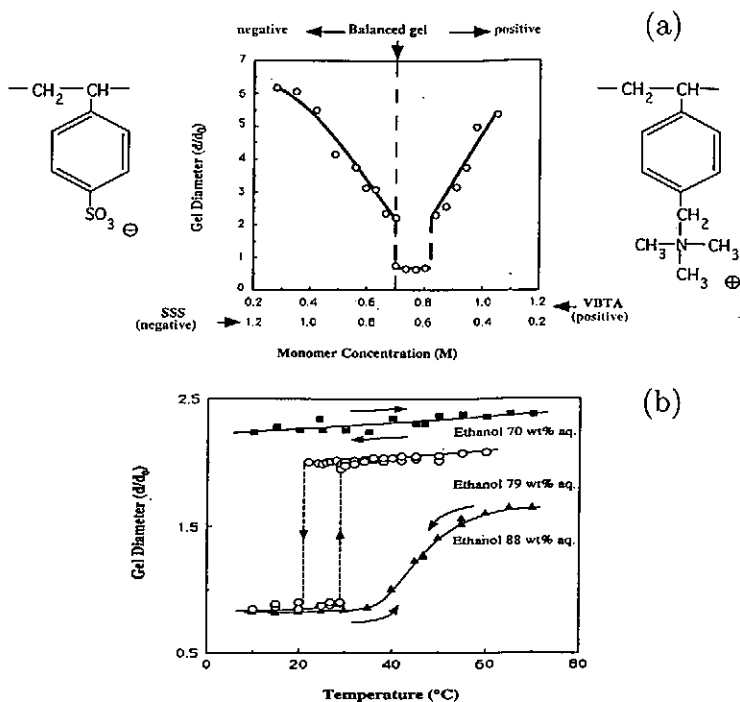 negative Balanced gel positive
(a)
7
6
5
4
3
2
1
0
Gel Diameter (d/d0)
0.2 0.4 0.6 0.8 1.0 1.2
SSS
(negative)
1.2 1.0 0.8 0.6 0.4 0.2
VBTA
(positive)
Monomer Concentration (M)
—CH2—CH—
SO3 ⊖
—CH2—CH—
CH2
CH3—N—CH3
CH3
⊕
(b)
2.5
1.5
0.5
Gel Diameter (d/d0)
Ethanol 70 wt% aq.
Ethanol 79 wt% aq.
Ethanol 88 wt% aq.
0 20 40 60 80
Temperature (°C)